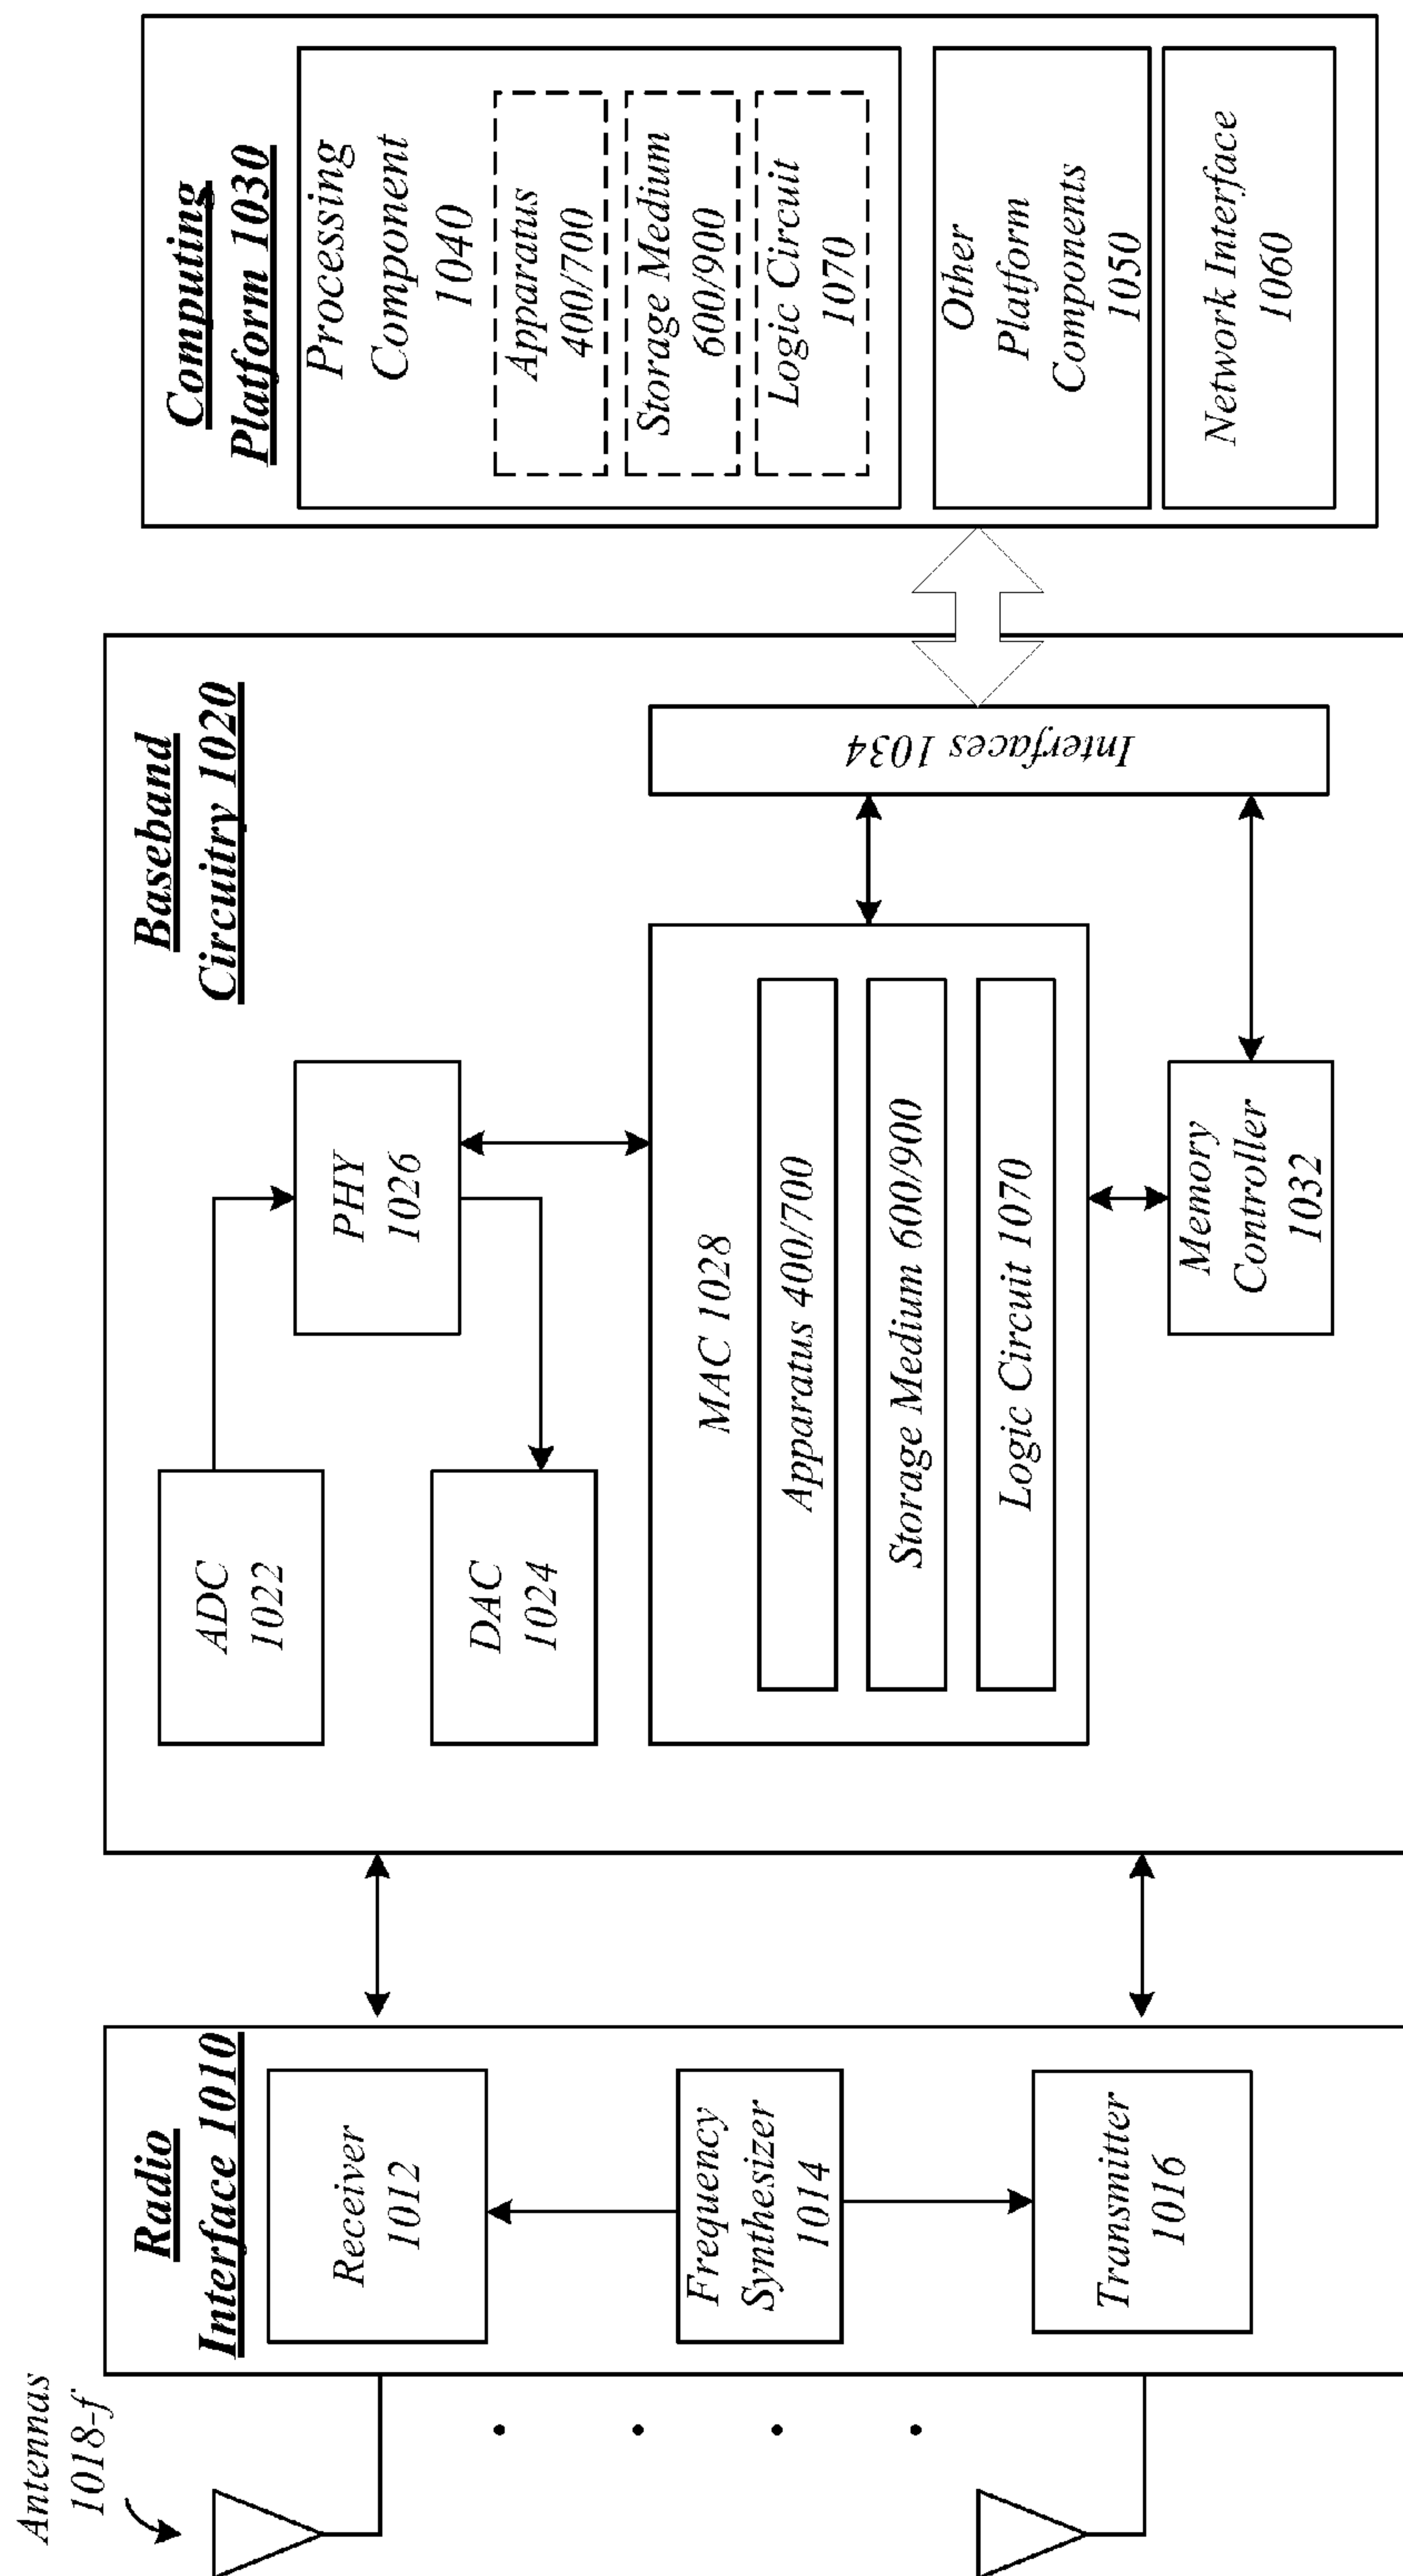 Antennas
1018-f
Radio
Interface 1010
Receiver
1012
Frequency
Synthesizer
1014
Transmitter
1016
Baseband
Circuitry 1020
ADC
1022
DAC
1024
PHY
1026
MAC 1028
Apparatus 400/700
Storage Medium 600/900
Logic Circuit 1070
Memory
Controller
1032
Interfaces 1034
Computing
Platform 1030
Processing
Component
1040
Apparatus
400/700
Storage Medium
600/900
Logic Circuit
1070
Other
Platform
Components
1050
Network Interface
1060